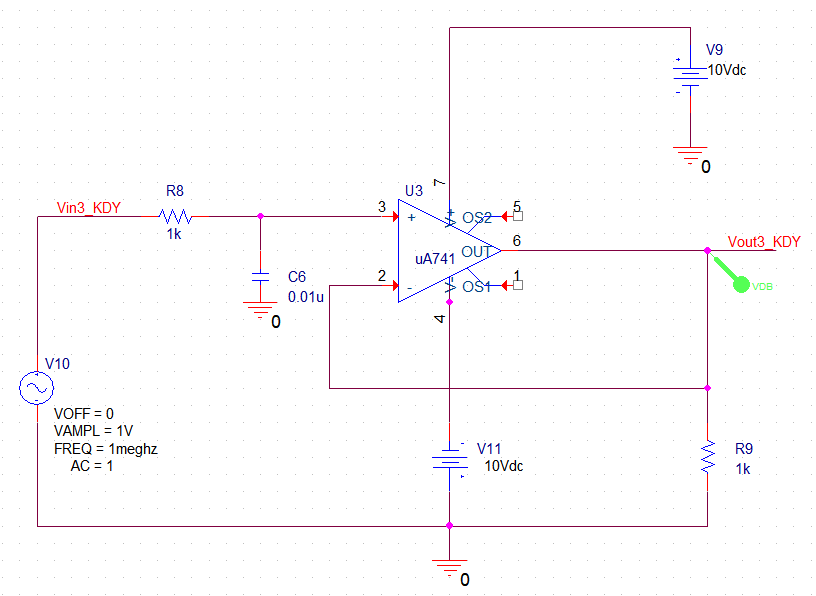 V9
10Vdc
0
R8
Vin3_KDY
1k
U3
7
3
+
V+
OS2
5
6
OUT
Vout3_KDY
uA741
2
-
V-
OS1
1
VDB
4
C6
0.01u
0
V10
VOFF = 0
VAMPL = 1V
FREQ = 1meghz
AC = 1
V11
10Vdc
R9
1k
0